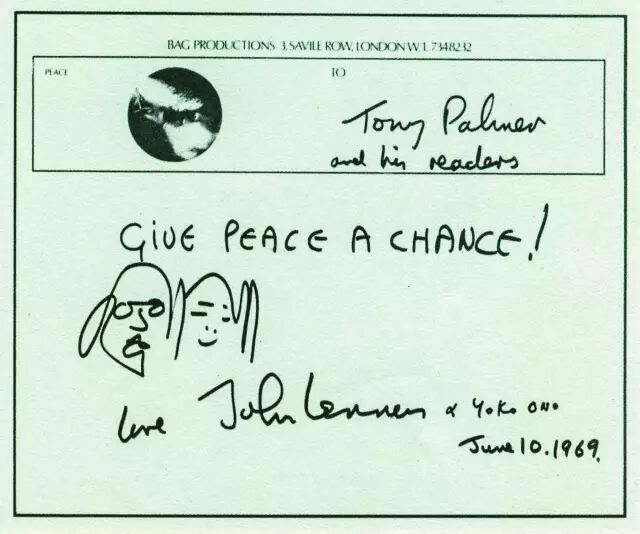 BAG PRODUCTIONS 3, SAVILE ROW, LONDON W.1. 7348232
PEACE
TO
Tony Palmer
and his readers
GIVE PEACE A CHANCE!
love John Lennon & Yoko Ono
June 10. 1969.